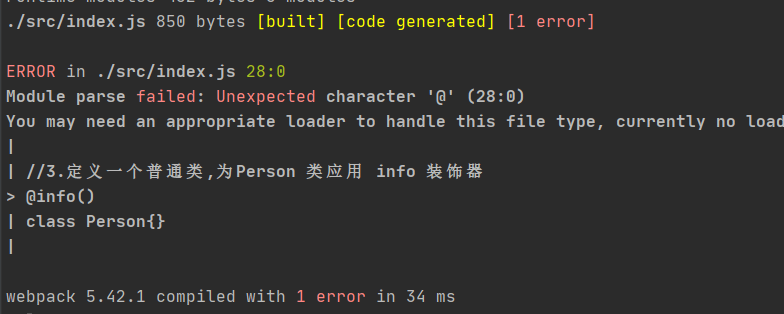 ./src/index.js 850 bytes [built] [code generated] [1 error]
ERROR in ./src/index.js 28:0
Module parse failed: Unexpected character '@' (28:0)
You may need an appropriate loader to handle this file type, currently no load
|
| //3.定义一个普通类,为Person 类应用 info 装饰器
> @info()
| class Person{}
|
webpack 5.42.1 compiled with 1 error in 34 ms